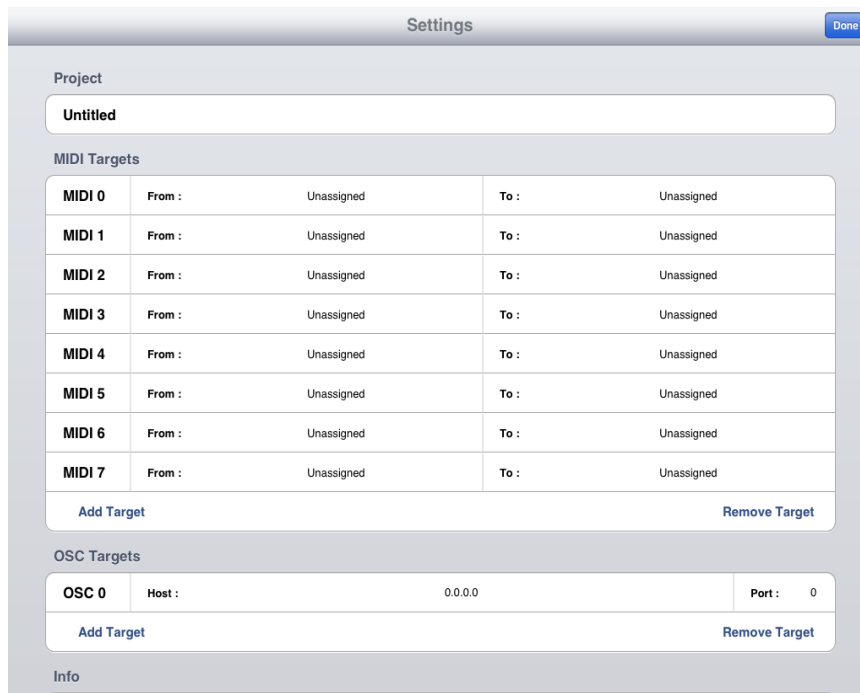 Settings
Done
Project
Untitled
MIDI Targets
MIDI 0 From : Unassigned To : Unassigned
MIDI 1 From : Unassigned To : Unassigned
MIDI 2 From : Unassigned To : Unassigned
MIDI 3 From : Unassigned To : Unassigned
MIDI 4 From : Unassigned To : Unassigned
MIDI 5 From : Unassigned To : Unassigned
MIDI 6 From : Unassigned To : Unassigned
MIDI 7 From : Unassigned To : Unassigned
Add Target Remove Target
OSC Targets
OSC 0 Host : 0.0.0.0 Port : 0
Add Target Remove Target
Info